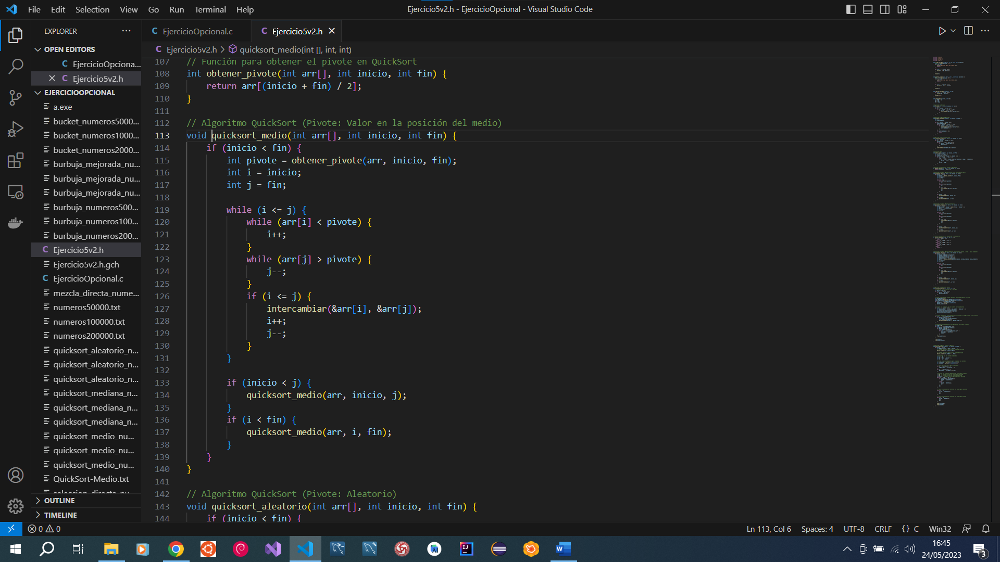 File Edit Selection View Go Run Terminal Help
Ejercicio5v2.h - EjercicioOpcional - Visual Studio Code
EXPLORER
OPEN EDITORS
EjercicioOpciona...
Ejercicio5v2.h
EJERCICIOOPCIONAL
a.exe
bucket_numeros5000...
bucket_numeros1000...
bucket_numeros2000...
burbuja_mejorada_nu...
burbuja_mejorada_nu...
burbuja_mejorada_nu...
burbuja_numeros500...
burbuja_numeros100...
burbuja_numeros200...
Ejercicio5v2.h
Ejercicio5v2.h.gch
EjercicioOpcional.c
mezcla_directa_nume...
numeros50000.txt
numeros100000.txt
numeros200000.txt
quicksort_aleatorio_n...
quicksort_aleatorio_n...
quicksort_aleatorio_n...
quicksort_mediana_n...
quicksort_mediana_n...
quicksort_mediana_n...
quicksort_medio_nu...
quicksort_medio_nu...
quicksort_medio_nu...
QuickSort-Medio.txt
seleccion_directa_nu...
OUTLINE
TIMELINE
EjercicioOpcional.c
Ejercicio5v2.h
Ejercicio5v2.h > quicksort_medio(int [], int, int)
107 // Función para obtener el pivote en QuickSort
108 int obtener_pivote(int arr[], int inicio, int fin) {
109 return arr[(inicio + fin) / 2];
110 }
111
112 // Algoritmo QuickSort (Pivote: Valor en la posición del medio)
113 void quicksort_medio(int arr[], int inicio, int fin) {
114 if (inicio < fin) {
115 int pivote = obtener_pivote(arr, inicio, fin);
116 int i = inicio;
117 int j = fin;
118
119 while (i <= j) {
120 while (arr[i] < pivote) {
121 i++;
122 }
123 while (arr[j] > pivote) {
124 j--;
125 }
126 if (i <= j) {
127 intercambiar(&arr[i], &arr[j]);
128 i++;
129 j--;
130 }
131 }
132
133 if (inicio < j) {
134 quicksort_medio(arr, inicio, j);
135 }
136 if (i < fin) {
137 quicksort_medio(arr, i, fin);
138 }
139 }
140 }
141
142 // Algoritmo QuickSort (Pivote: Aleatorio)
143 void quicksort_aleatorio(int arr[], int inicio, int fin) {
144 if (inicio < fin) {
0 0
Ln 113, Col 6 Spaces: 4 UTF-8 CRLF {} C Win32
16:45
24/05/2023
3